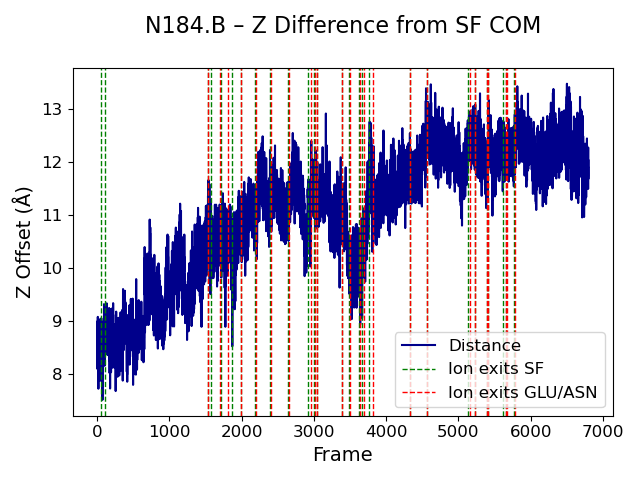 N184.B – Z Difference from SF COM
13
12
11
10
9
8
Z Offset (Å)
Distance
Ion exits SF
Ion exits GLU/ASN
0 1000 2000 3000 4000 5000 6000 7000
Frame